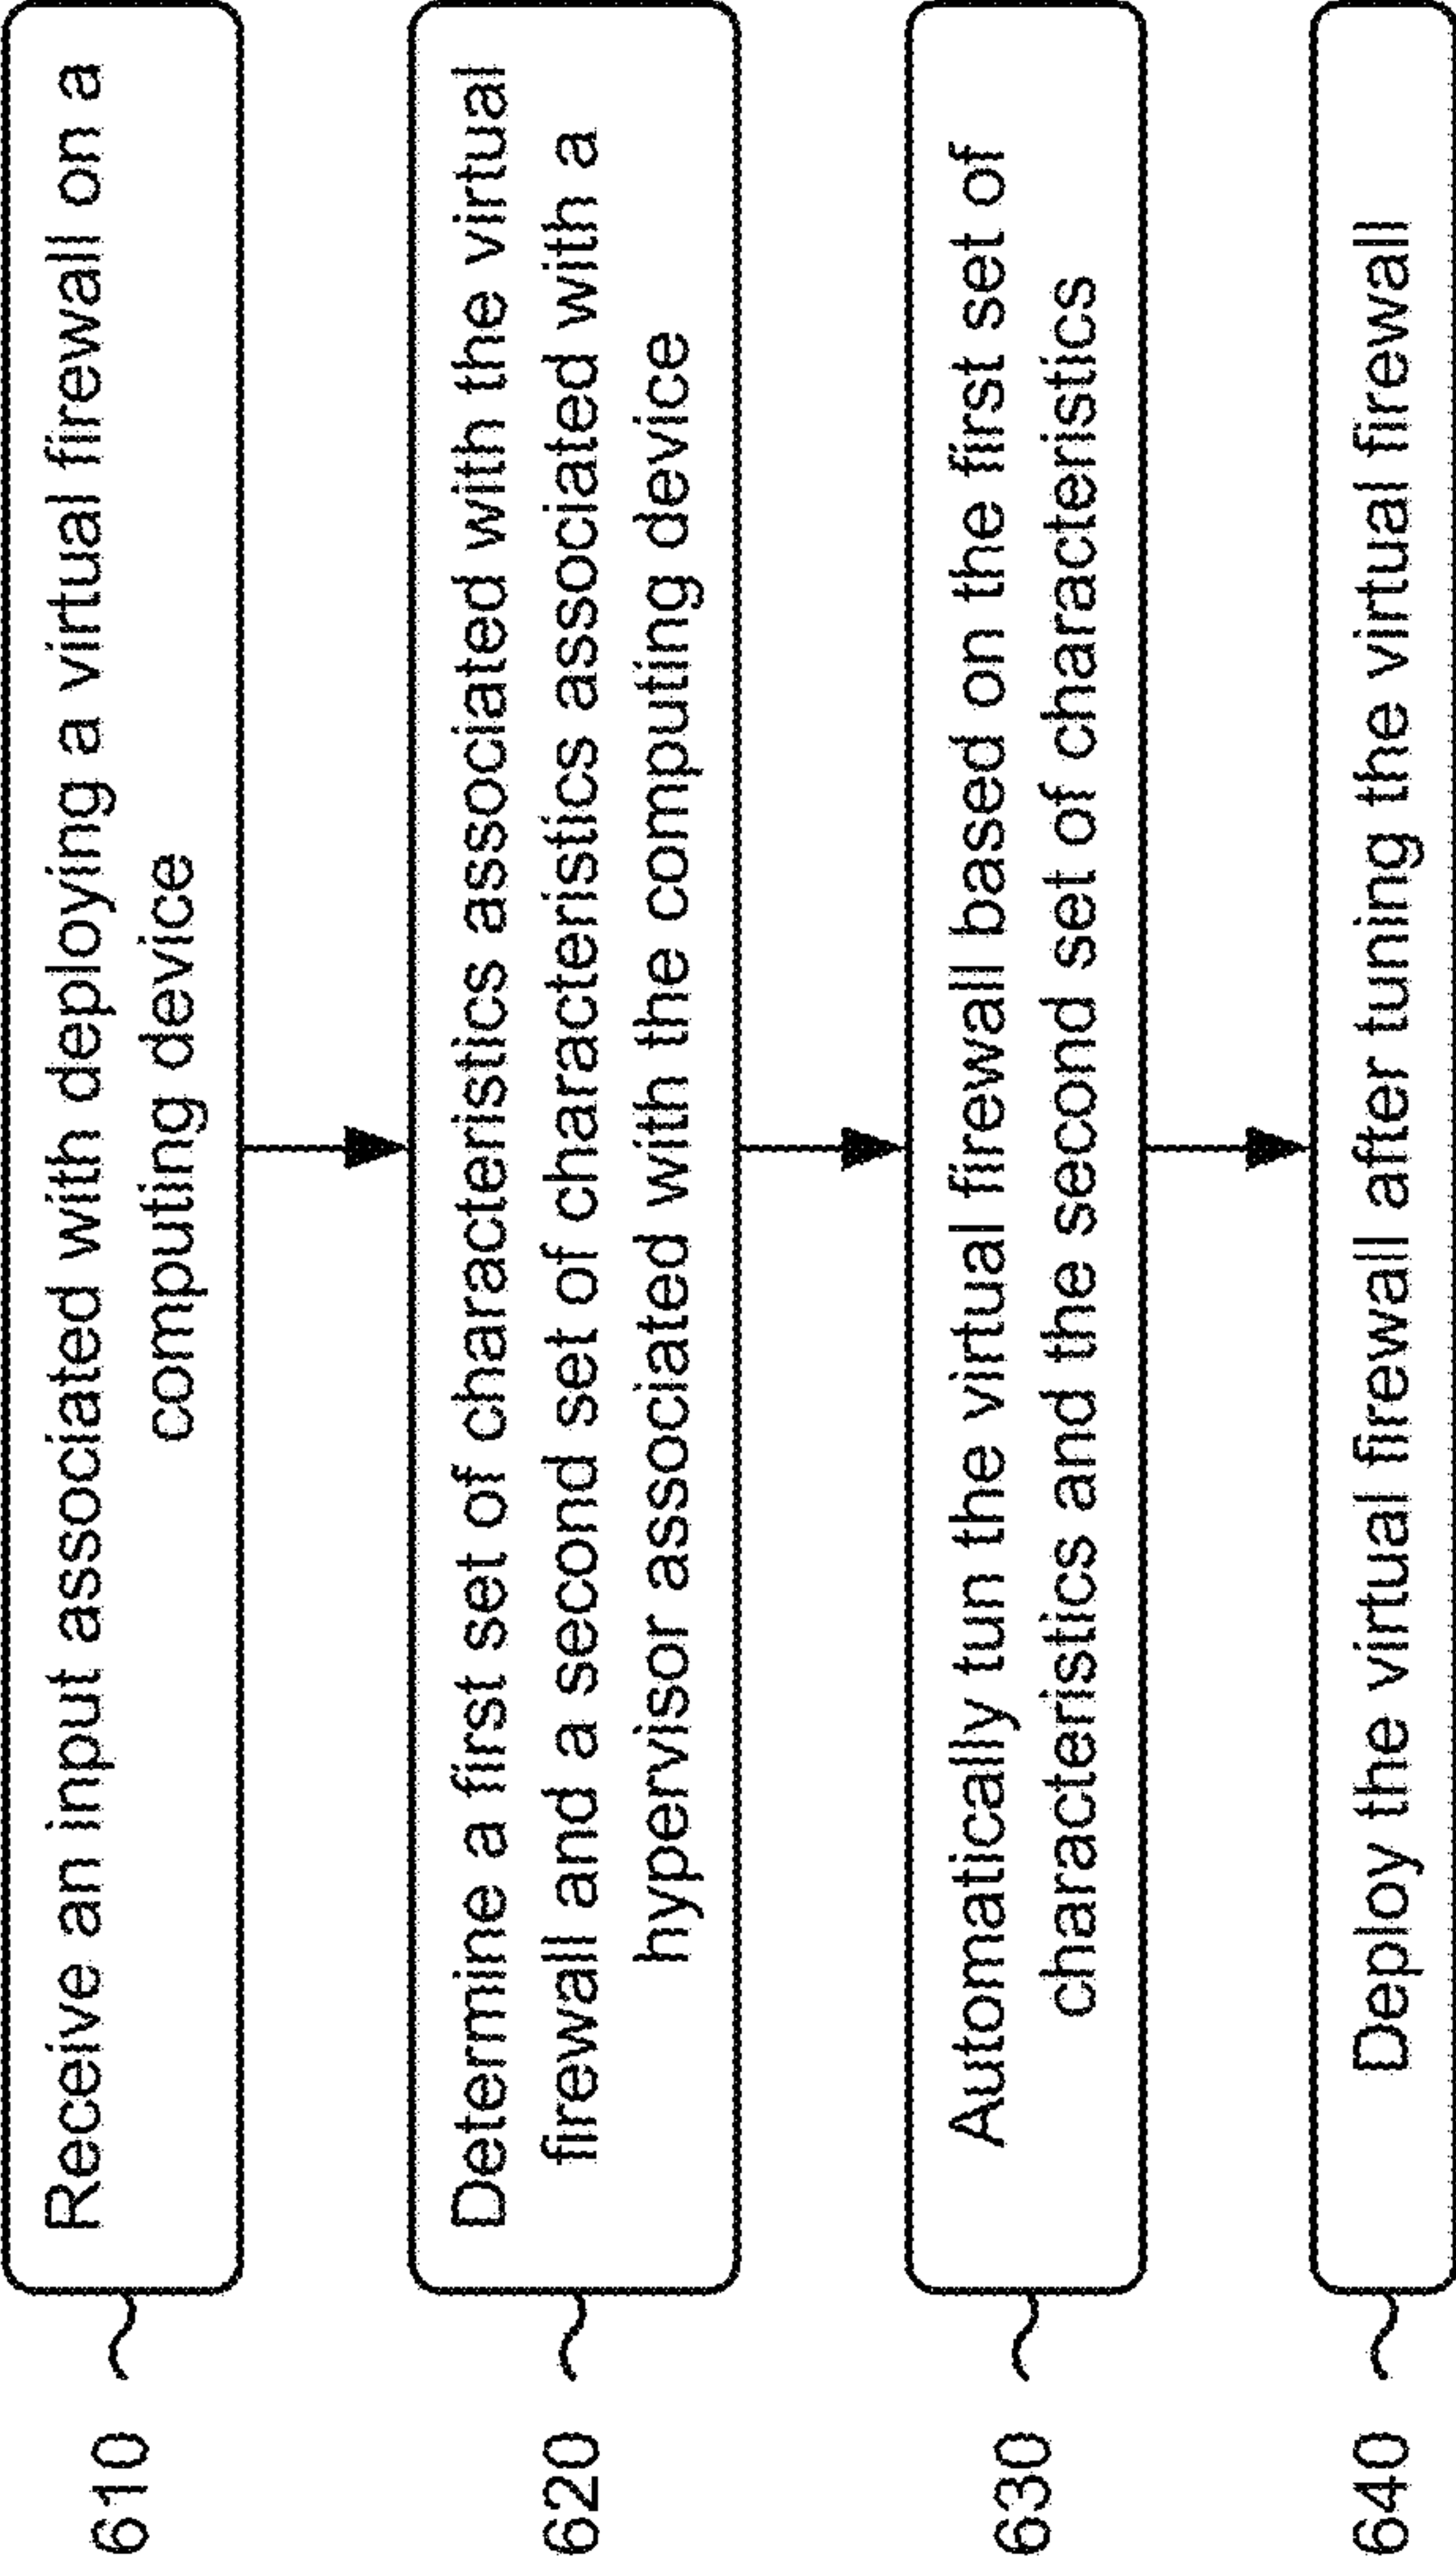 610
Receive an input associated with deploying a virtual firewall on a
computing device
620
Determine a first set of characteristics associated with the virtual
firewall and a second set of characteristics associated with a
hypervisor associated with the computing device
630
Automatically tun the virtual firewall based on the first set of
characteristics and the second set of characteristics
640
Deploy the virtual firewall after tuning the virtual firewall